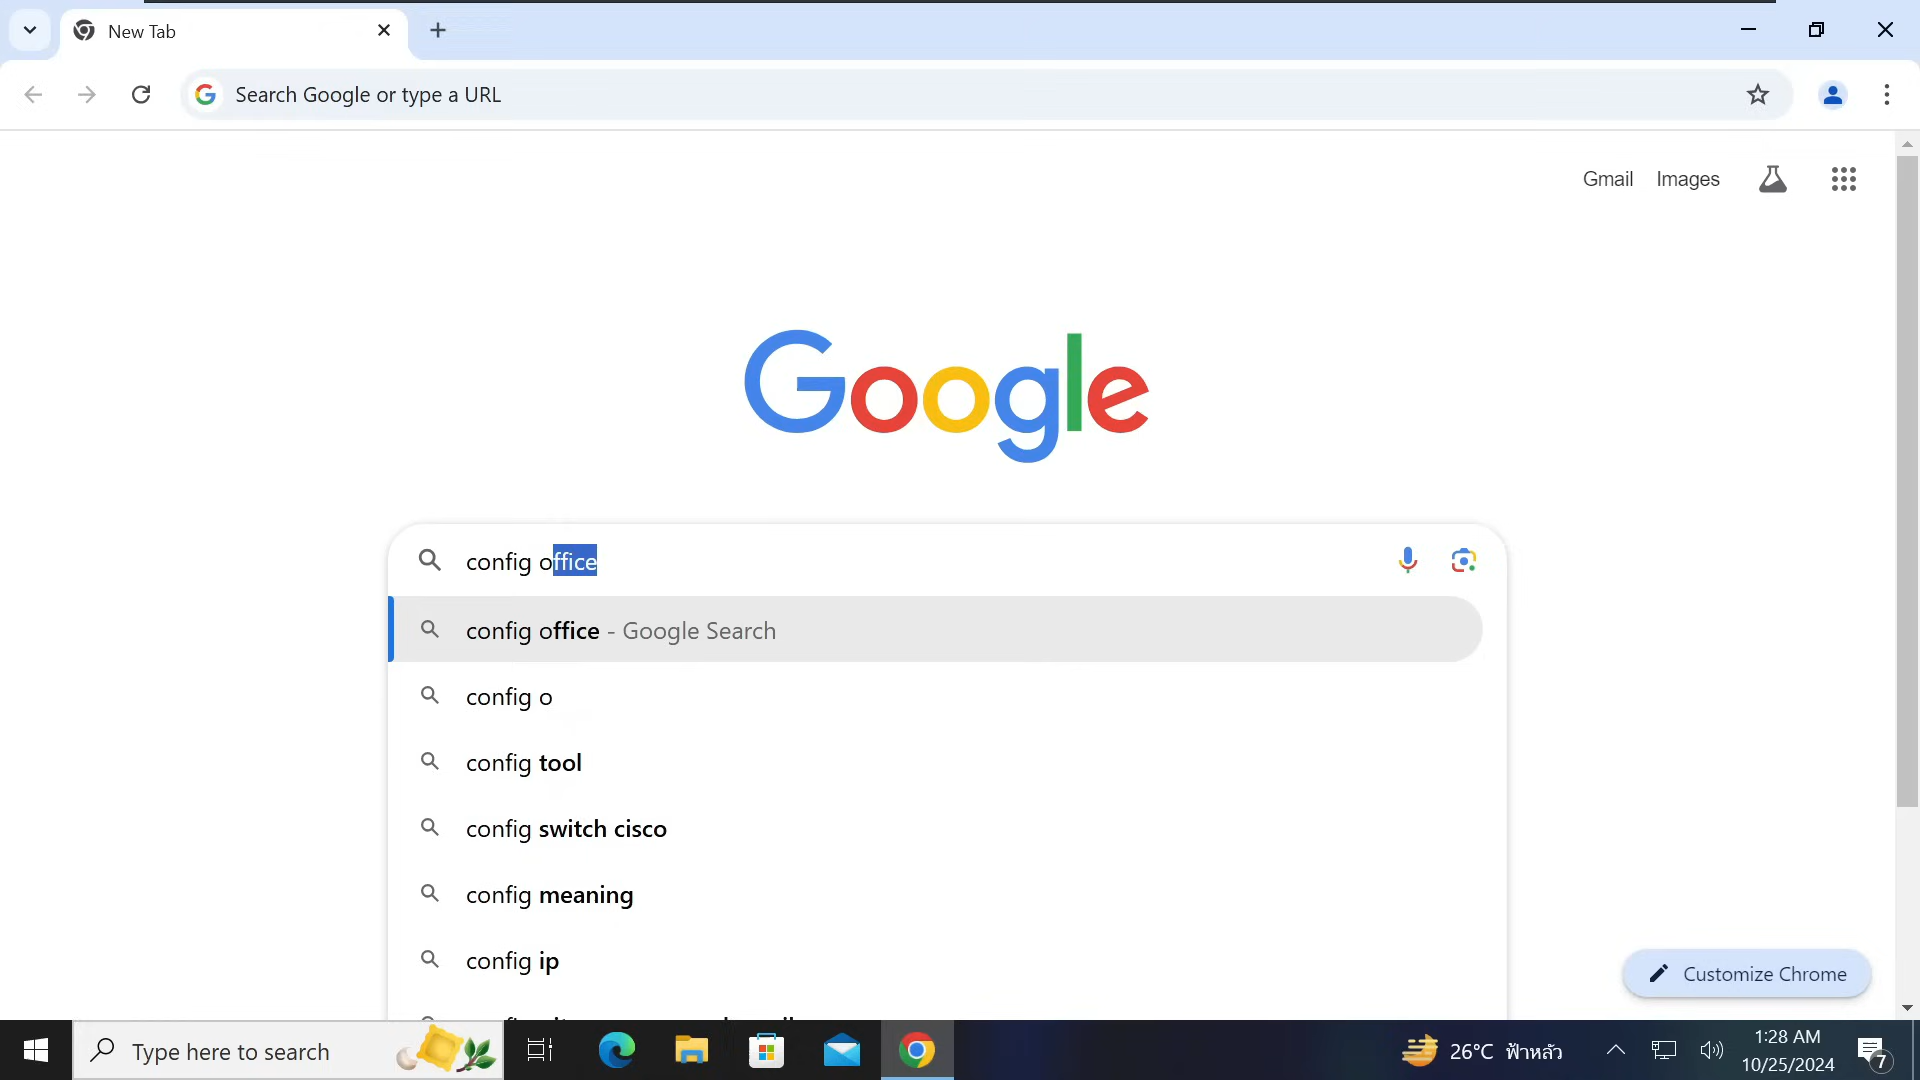 New Tab
Search Google or type a URL
Gmail Images
Google
config office
config office - Google Search
config o
config tool
config switch cisco
config meaning
config ip
Customize Chrome
Type here to search
26°C ฟ้าหลัว
1:28 AM
10/25/2024
7